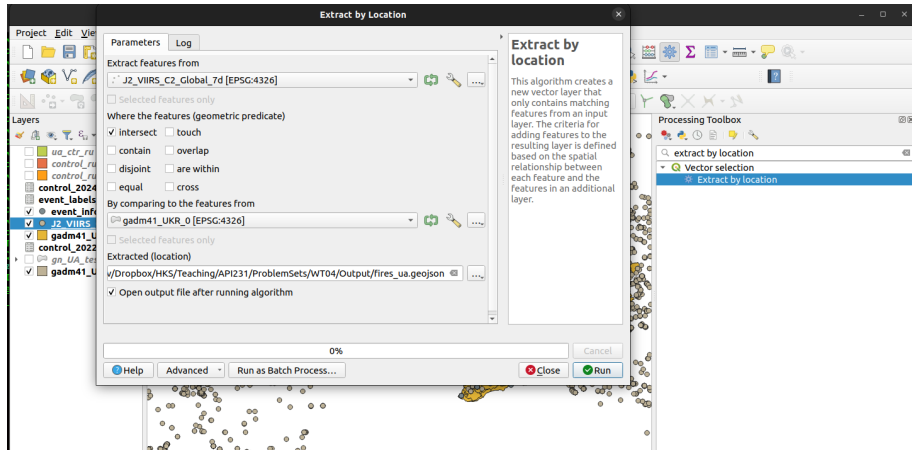 Extract by Location
Project Edit Vie
Parameters Log
Extract features from
J2_VIIRS_C2_Global_7d [EPSG:4326]
Selected features only
Where the features (geometric predicate)
intersect touch
contain overlap
disjoint are within
equal cross
By comparing to the features from
gadm41_UKR_0 [EPSG:4326]
Selected features only
Extracted (location)
/Dropbox/HKS/Teaching/API231/ProblemSets/WT04/Output/fires_ua.geojson
Open output file after running algorithm
0%
Cancel
Help Advanced Run as Batch Process... Close Run
Extract by
location
This algorithm creates a
new vector layer that
only contains matching
features from an input
layer. The criteria for
adding features to the
resulting layer is defined
based on the spatial
relationship between
each feature and the
features in an additional
layer.
Layers
ua_ctr_ru
control_ru
control_ru
control_2024
event_labels
event_info
J2_VIIRS
gadm41_U
control_2022
gn_UA_te
gadm41_U
Processing Toolbox
extract by location
Vector selection
Extract by location